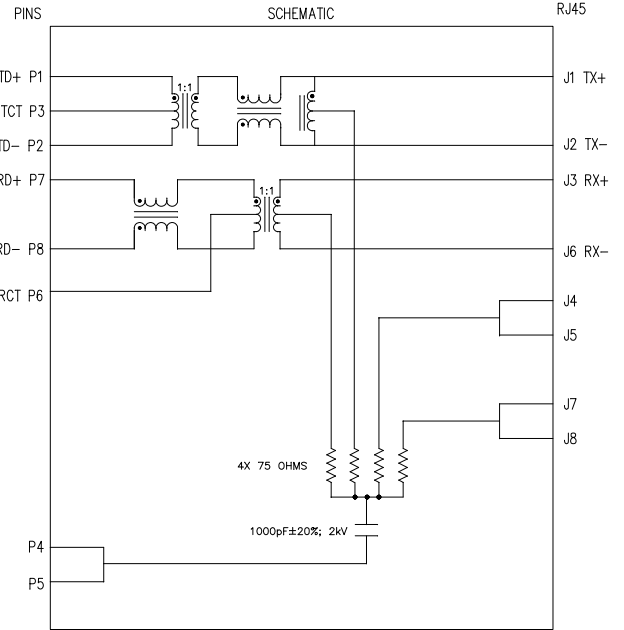 PINS
SCHEMATIC
RJ45
TD+ P1
1:1
J1 TX+
TCT P3
TD- P2
J2 TX-
RD+ P7
1:1
J3 RX+
RD- P8
J6 RX-
RCT P6
J4
J5
J7
J8
4X 75 OHMS
1000pF±20%; 2kV
P4
P5